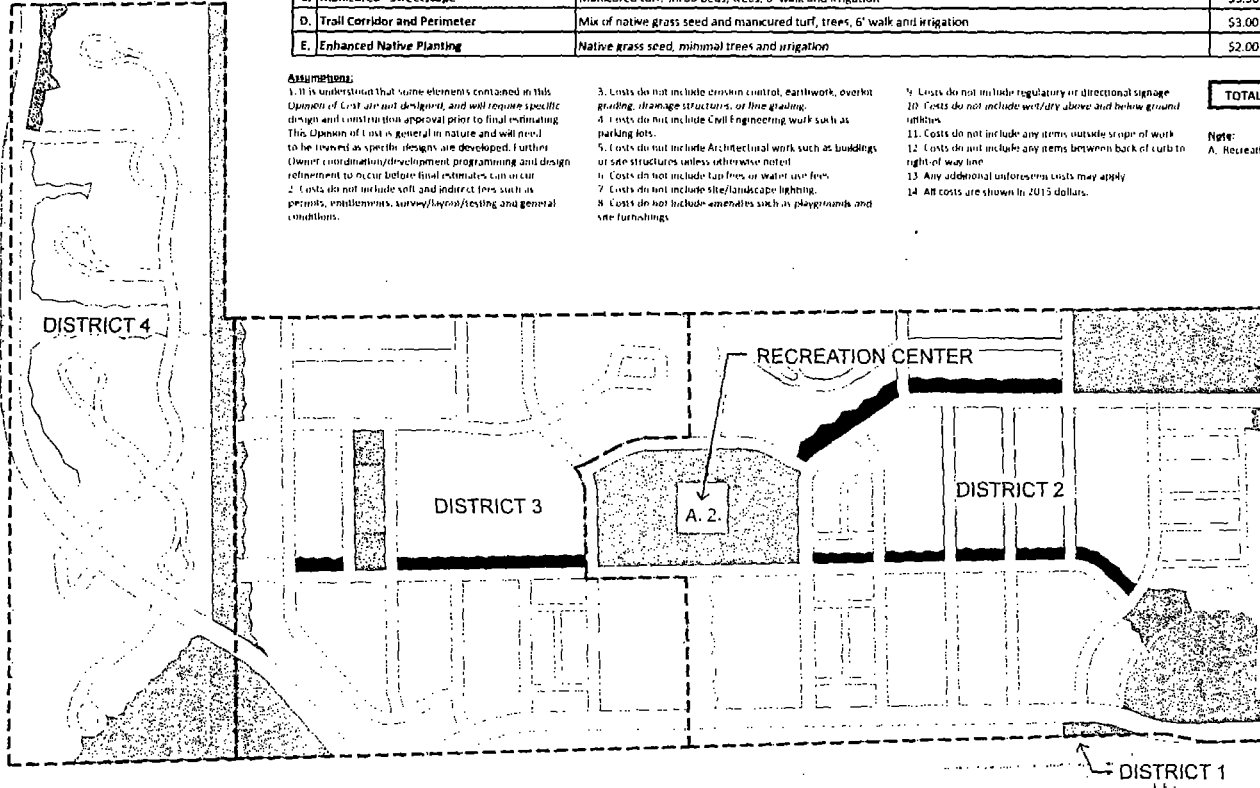 D. Trail Corridor and Perimeter Mix of native grass seed and manicured turf, trees, 6' walk and irrigation $3.00
E. Enhanced Native Planting Native grass seed, minimal trees and irrigation $2.00
Assumptions:
1. It is understood that some elements contained in this
Opinion of Cost are not designed, and will require specific
design and construction approval prior to final estimating
This Opinion of Cost is general in nature and will need
to be revised as specific designs are developed. Further
Owner coordination/development programming and design
refinement to occur before final estimates can occur
2. Costs do not include soft and indirect fees such as
permits, entitlements, survey/layout/testing and general
conditions.
3. Costs do not include erosion control, earthwork, overlot
grading, drainage structures, or fine grading.
4. Costs do not include Civil Engineering work such as
parking lots.
5. Costs do not include Architectural work such as buildings
or site structures unless otherwise noted
6. Costs do not include tap fees or water use fees
7. Costs do not include site/landscape lighting.
8. Costs do not include amenities such as playgrounds and
site furnishings
9. Costs do not include regulatory or directional signage
10. Costs do not include wet/dry above and below ground
utilities
11. Costs do not include any items outside scope of work
12. Costs do not include any items between back of curb to
right-of way line
13. Any additional unforeseen costs may apply
14. All costs are shown in 2015 dollars.
TOTAL
Note:
A. Recreat
DISTRICT 4
RECREATION CENTER
DISTRICT 3
A. 2.
DISTRICT 2
DISTRICT 1